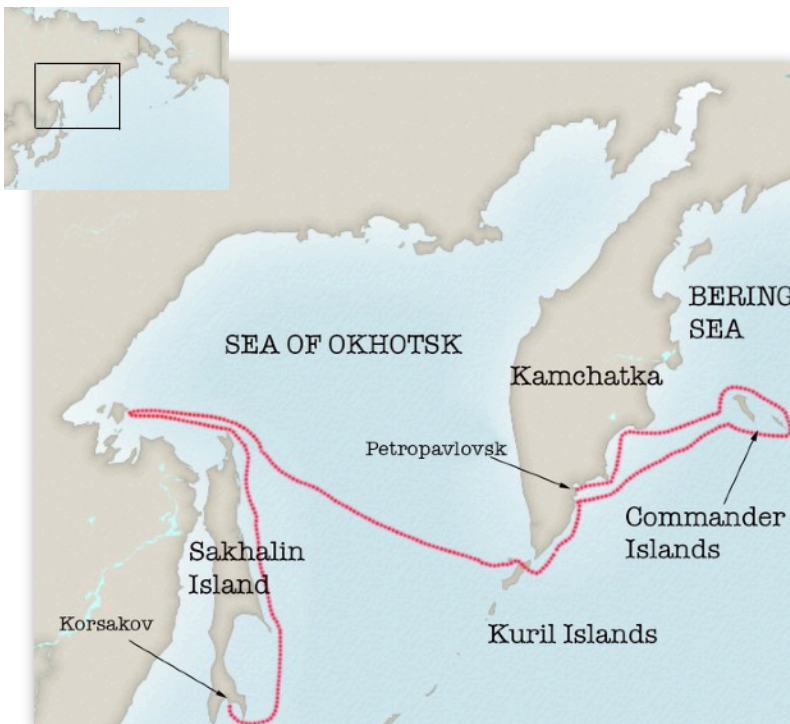 BERING
SEA
SEA OF OKHOTSK
Kamchatka
Petropavlovsk
Commander
Islands
Sakhalin
Island
Korsakov
Kuril Islands